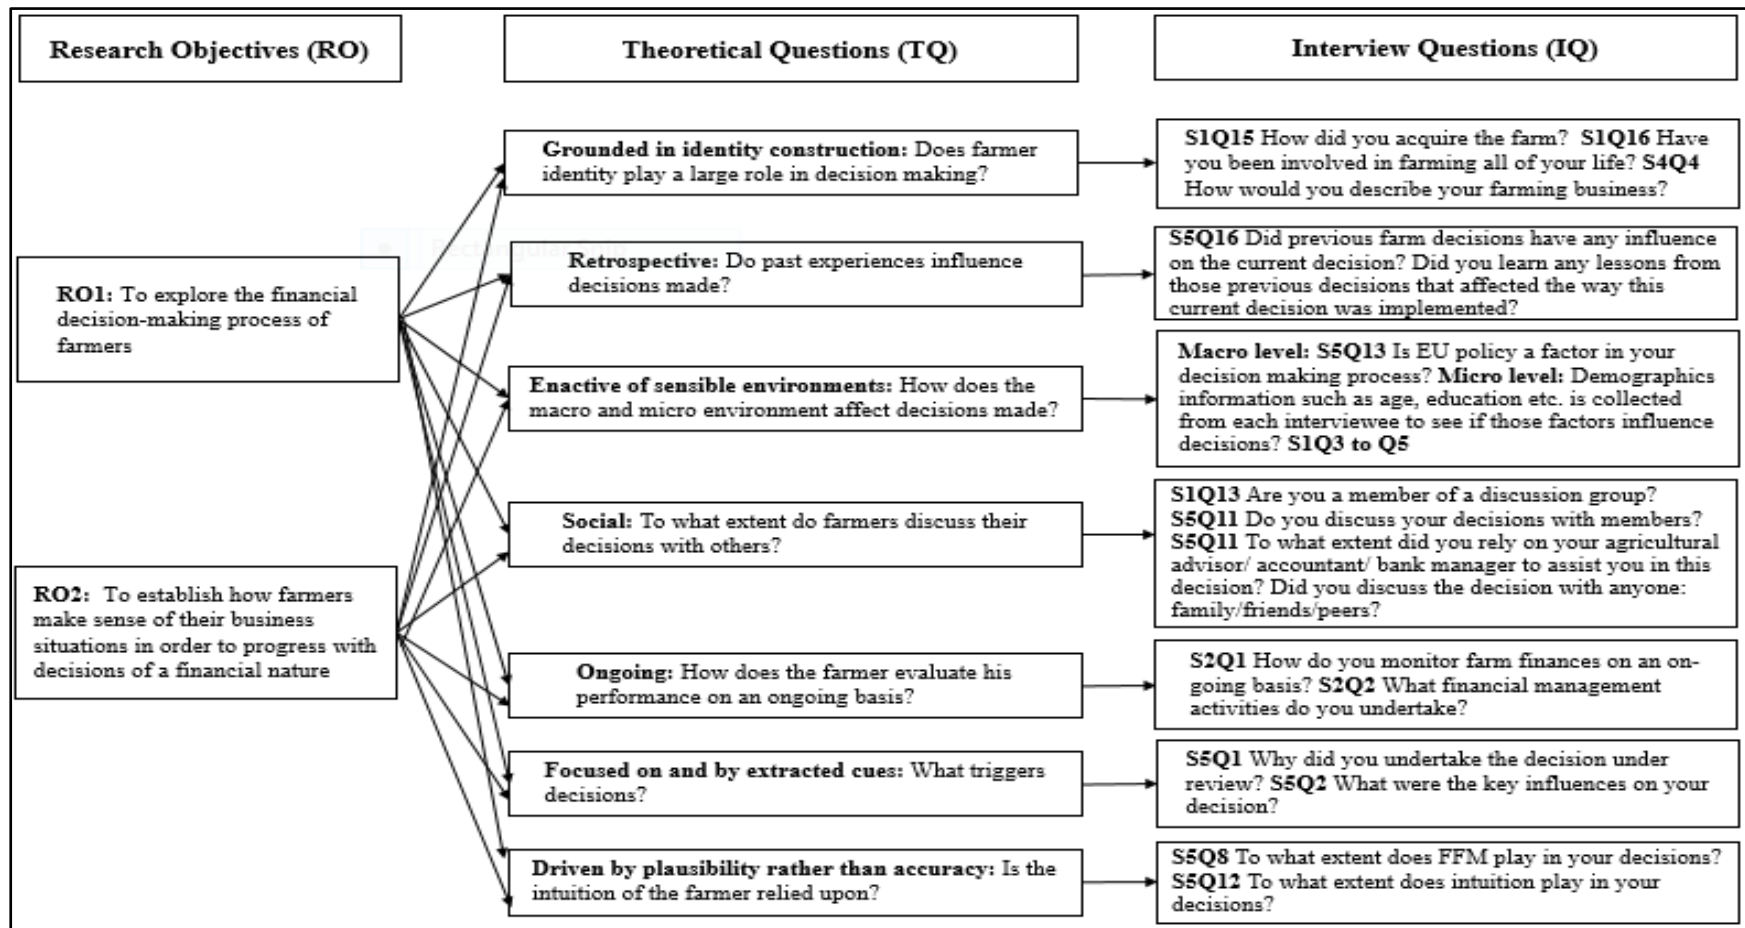 Research Objectives (RO)
Theoretical Questions (TQ)
Interview Questions (IQ)
RO1: To explore the financial
decision-making process of
farmers
RO2: To establish how farmers
make sense of their business
situations in order to progress with
decisions of a financial nature
Grounded in identity construction: Does farmer
identity play a large role in decision making?
Retrospective: Do past experiences influence
decisions made?
Enactive of sensible environments: How does the
macro and micro environment affect decisions made?
Social: To what extent do farmers discuss their
decisions with others?
Ongoing: How does the farmer evaluate his
performance on an ongoing basis?
Focused on and by extracted cues: What triggers
decisions?
Driven by plausibility rather than accuracy: Is the
intuition of the farmer relied upon?
S1Q15 How did you acquire the farm? S1Q16 Have
you been involved in farming all of your life? S4Q4
How would you describe your farming business?
S5Q16 Did previous farm decisions have any influence
on the current decision? Did you learn any lessons from
those previous decisions that affected the way this
current decision was implemented?
Macro level: S5Q13 Is EU policy a factor in your
decision making process? Micro level: Demographics
information such as age, education etc. is collected
from each interviewee to see if those factors influence
decisions? S1Q3 to Q5
S1Q13 Are you a member of a discussion group?
S5Q11 Do you discuss your decisions with members?
S5Q11 To what extent did you rely on your agricultural
advisor/ accountant/ bank manager to assist you in this
decision? Did you discuss the decision with anyone:
family/friends/peers?
S2Q1 How do you monitor farm finances on an on-
going basis? S2Q2 What financial management
activities do you undertake?
S5Q1 Why did you undertake the decision under
review? S5Q2 What were the key influences on your
decision?
S5Q8 To what extent does FFM play in your decisions?
S5Q12 To what extent does intuition play in your
decisions?
Rectangular Snip